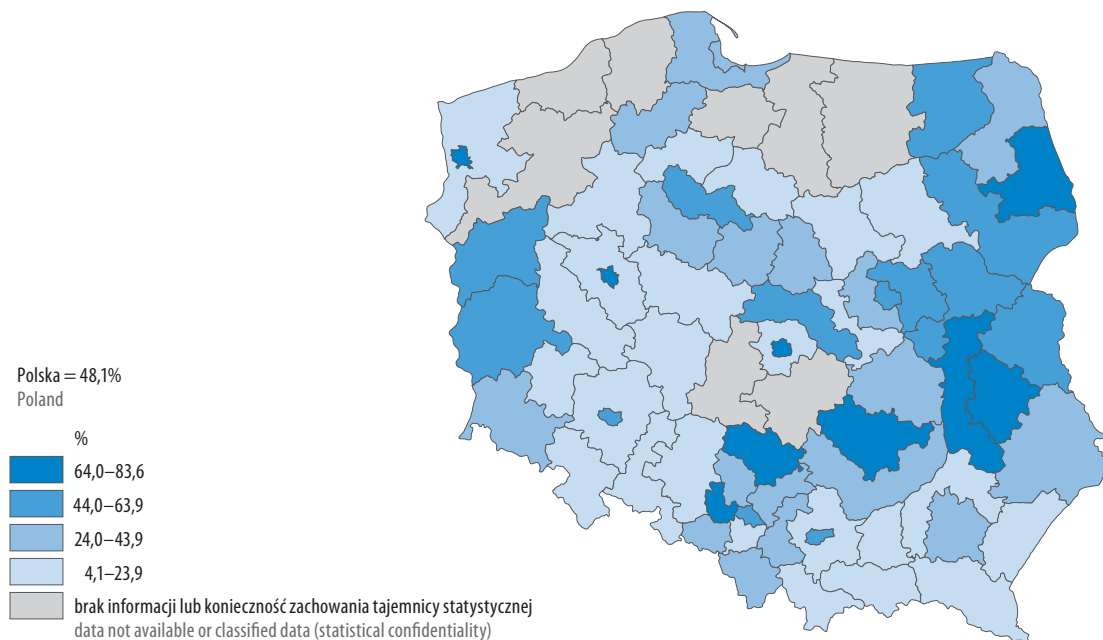 Polska = 48,1%
Poland
%
64,0–83,6
44,0–63,9
24,0–43,9
4,1–23,9
brak informacji lub konieczność zachowania tajemnicy statystycznej
data not available or classified data (statistical confidentiality)